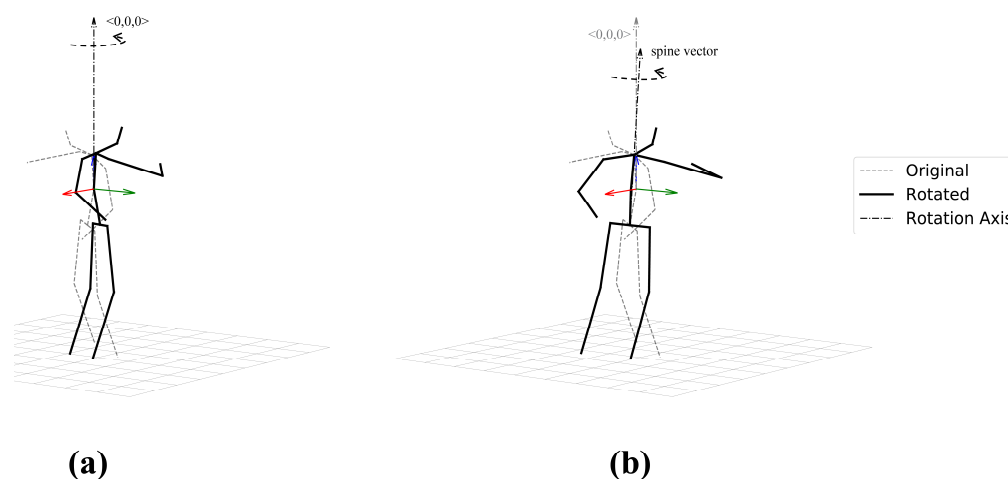 <0,0,0>
<0,0,0>
spine vector
Original
Rotated
Rotation Axis
(a)
(b)